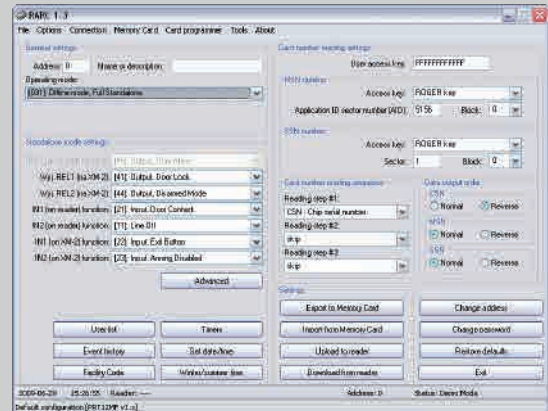 RARC 1.3
File Options Connection Memory Card Card programmer Tools About
General settings
Address: 0 Name or description:
Operating mode:
[001]: Offline mode, Full Standalone
Standalone mode settings
Wyj. REL1 (na XM-2): [41]: Output, Door Lock
Wyj. REL2 (na XM-2): [44]: Output, Disarmed Mode
IN1 (on reader) function: [21]: Input, Door Contact
IN2 (on reader) function: [11]: Line Off
IN1 (on XM-2) function: [22]: Input, Exit Button
IN2 (on XM-2) function: [23]: Input, Arming Disabled
Advanced
User list Timers
Event history Set date/time
Facility Code Winter/summer time
Card number reading settings
User access key: FFFFFFFFFFFF
MSN number
Access key: ROGER key
Application ID sector number (AID): 5156 Block: 0
SSN number
Access key: ROGER key
Sector: 1 Block: 0
Card number reading sequence
Reading step #1:
CSN : Chip serial number
Reading step #2:
skip
Reading step #3:
skip
Data output order
CSN
Normal Reverse
MSN
Normal Reverse
SSN
Normal Reverse
Settings
Export to Memory Card Change address
Import from Memory Card Change password
Upload to reader Restore defaults
Download from reader Exit
2009-06-29 15:26:55 Reader: --- Address: 0 Status: Demo Mode
Default configuration [PRT12MF v1.0]